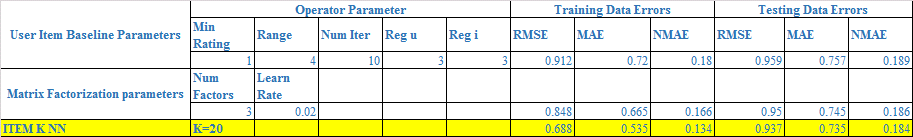 Operator Parameter Training Data Errors Testing Data Errors
User Item Baseline Parameters Min Rating Range Num Iter Reg u Reg i RMSE MAE NMAE RMSE MAE NMAE
1 4 10 3 3 0.912 0.72 0.18 0.959 0.757 0.189
Matrix Factorization parameters Num Factors Learn Rate
3 0.02 0.848 0.665 0.166 0.95 0.745 0.186
ITEM K NN K=20 0.688 0.535 0.134 0.937 0.735 0.184